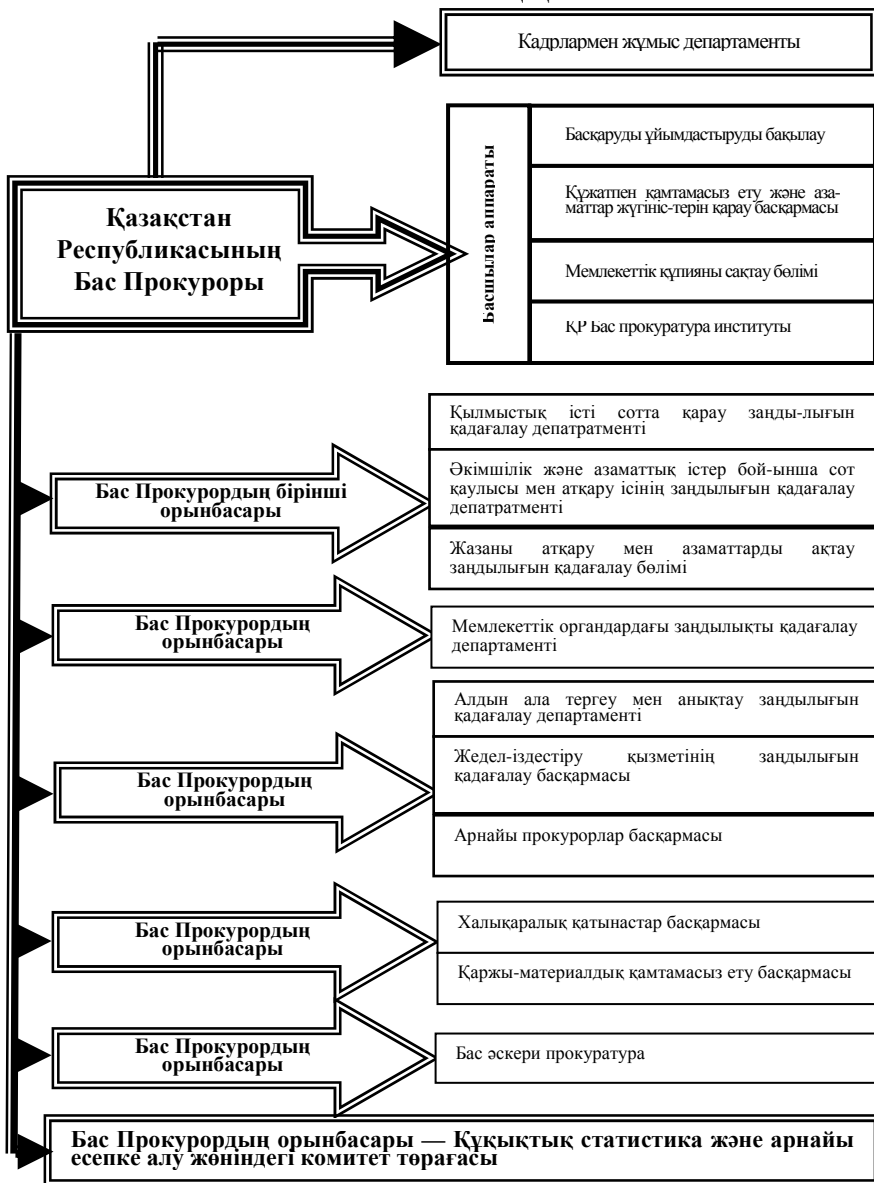 Кадрлармен жұмыс департаменті
Қазақстан
Республикасының
Бас Прокуроры
Басшылар аппараты
Басқаруды ұйымдастыруды бақылау
Құжатпен қамтамасыз ету және аза-
маттар жүгініс-терін қарау басқармасы
Мемлекеттік құпияны сақтау бөлімі
ҚР Бас прокуратура институты
Бас Прокурордың бірінші
орынбасары
Қылмыстық істі сотта қарау заңды-лығын
қадағалау депатратменті
Әкімшілік және азаматтық істер бой-ынша сот
қаулысы мен атқару ісінің заңдылығын қадағалау
депатратменті
Жазаны атқару мен азаматтарды ақтау
заңдылығын қадағалау бөлімі
Бас Прокурордың
орынбасары
Мемлекеттік органдардағы заңдылықты қадағалау
департаменті
Бас Прокурордың
орынбасары
Алдын ала тергеу мен анықтау заңдылығын
қадағалау департаменті
Жедел-іздестіру қызметінің заңдылығын
қадағалау басқармасы
Арнайы прокурорлар басқармасы
Бас Прокурордың
орынбасары
Халықаралық қатынастар басқармасы
Қаржы-материалдық қамтамасыз ету басқармасы
Бас Прокурордың
орынбасары
Бас әскери прокуратура
Бас Прокурордың орынбасары — Құқықтық статистика және арнайы
есепке алу жөніндегі комитет төрағасы